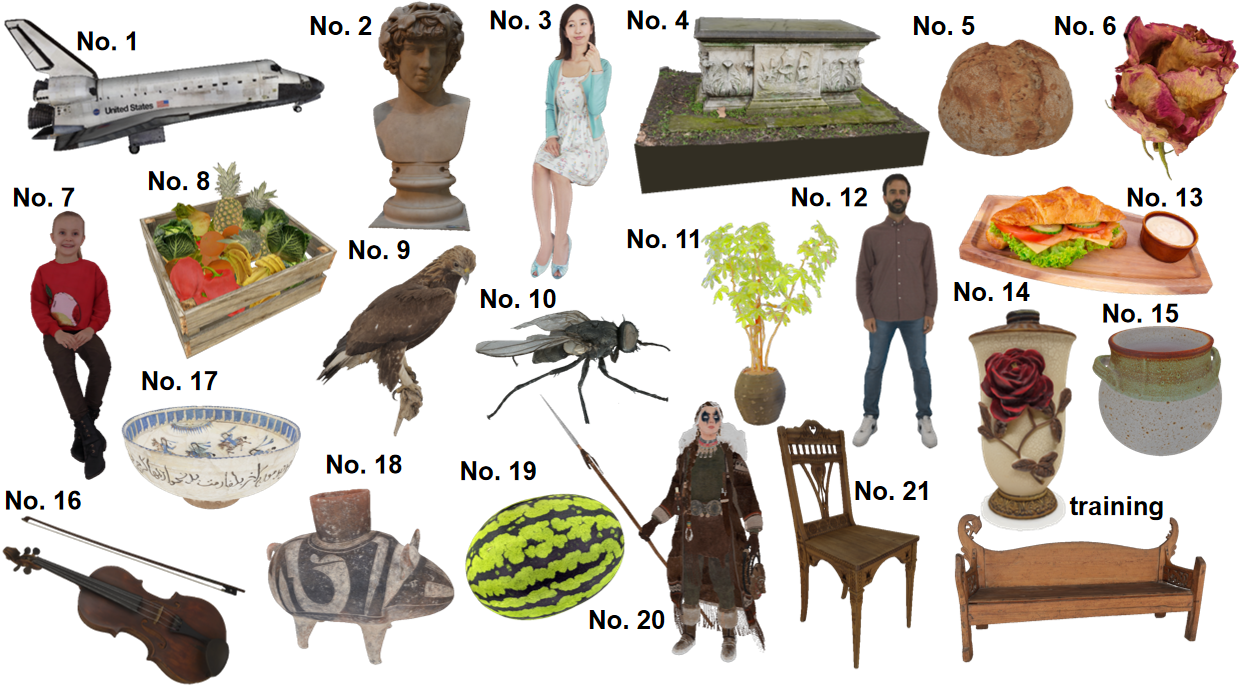 No. 1
United States
No. 2
No. 3
No. 4
No. 5
No. 6
No. 7
No. 8
No. 9
No. 10
No. 11
No. 12
No. 13
No. 14
No. 15
No. 16
No. 17
No. 18
No. 19
No. 20
No. 21
training